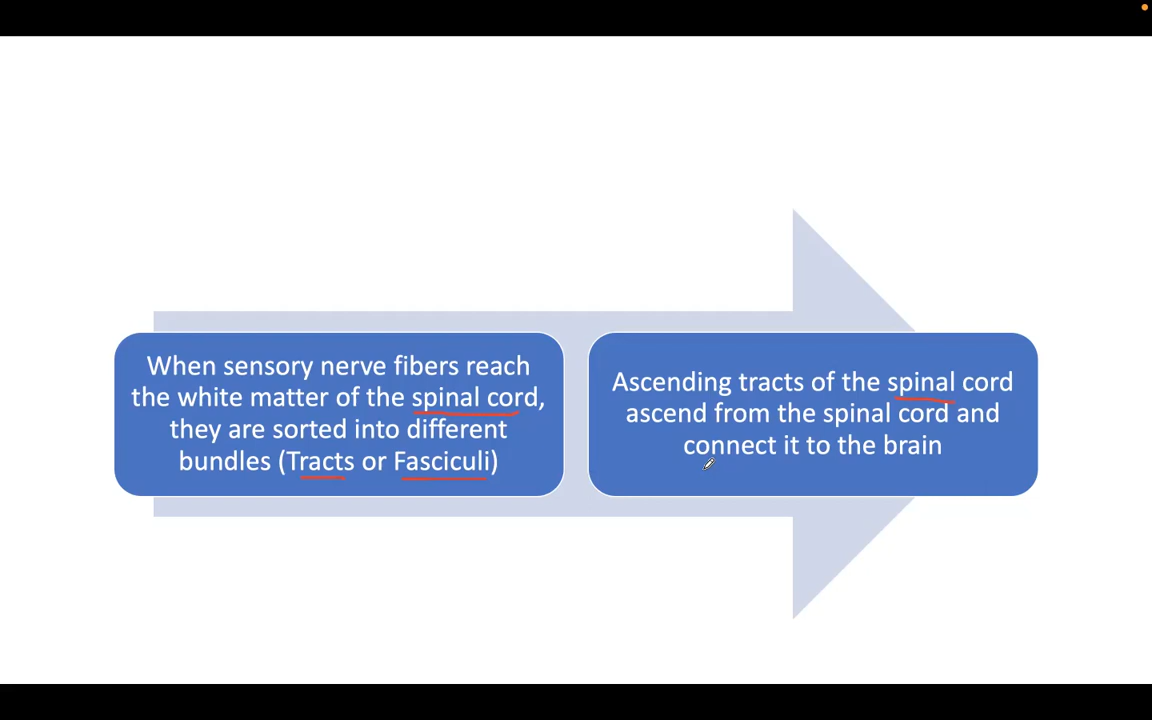 When sensory nerve fibers reach
the white matter of the spinal cord,
they are sorted into different
bundles (Tracts or Fasciculi)
Ascending tracts of the spinal cord
ascend from the spinal cord and
connect it to the brain